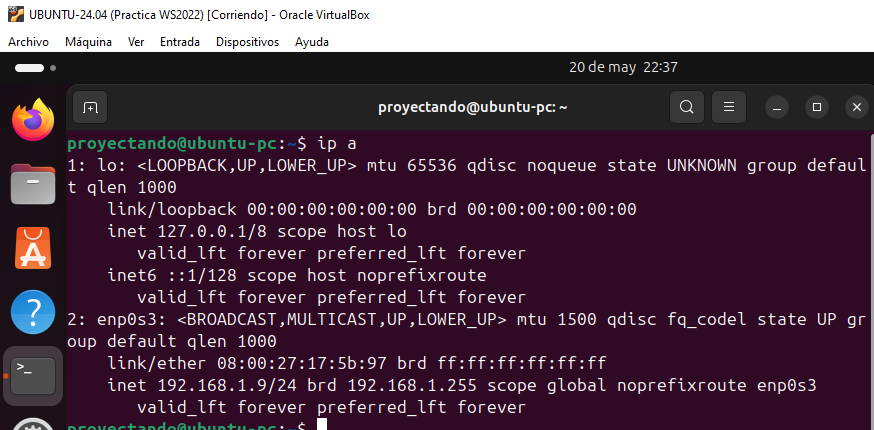 UBUNTU-24.04 (Practica WS2022) [Corriendo] - Oracle VirtualBox
Archivo Máquina Ver Entrada Dispositivos Ayuda
20 de may 22:37
proyectando@ubuntu-pc: ~
proyectando@ubuntu-pc:~$ ip a
1: lo: <LOOPBACK,UP,LOWER_UP> mtu 65536 qdisc noqueue state UNKNOWN group defaul
t qlen 1000
    link/loopback 00:00:00:00:00:00 brd 00:00:00:00:00:00
    inet 127.0.0.1/8 scope host lo
       valid_lft forever preferred_lft forever
    inet6 ::1/128 scope host noprefixroute
       valid_lft forever preferred_lft forever
2: enp0s3: <BROADCAST,MULTICAST,UP,LOWER_UP> mtu 1500 qdisc fq_codel state UP gr
oup default qlen 1000
    link/ether 08:00:27:17:5b:97 brd ff:ff:ff:ff:ff:ff
    inet 192.168.1.9/24 brd 192.168.1.255 scope global noprefixroute enp0s3
       valid_lft forever preferred_lft forever
proyectando@ubuntu-pc:~$